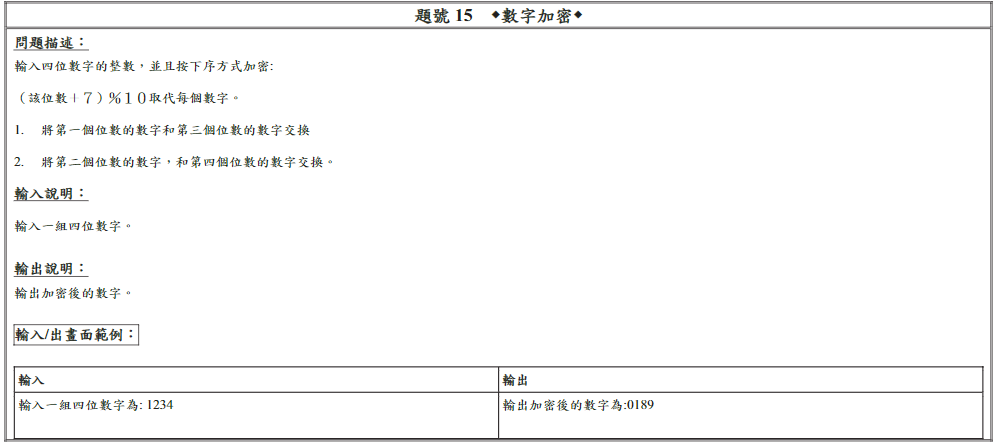 題號 15 ◆數字加密◆
問題描述：
輸入四位數字的整數，並且按下序方式加密:
（該位數＋７）％１０取代每個數字。
1. 將第一個位數的數字和第三個位數的數字交換
2. 將第二個位數的數字，和第四個位數的數字交換。
輸入說明：
輸入一組四位數字。
輸出說明：
輸出加密後的數字。
輸入/出畫面範例：
輸入 輸出
輸入一組四位數字為: 1234 輸出加密後的數字為:0189